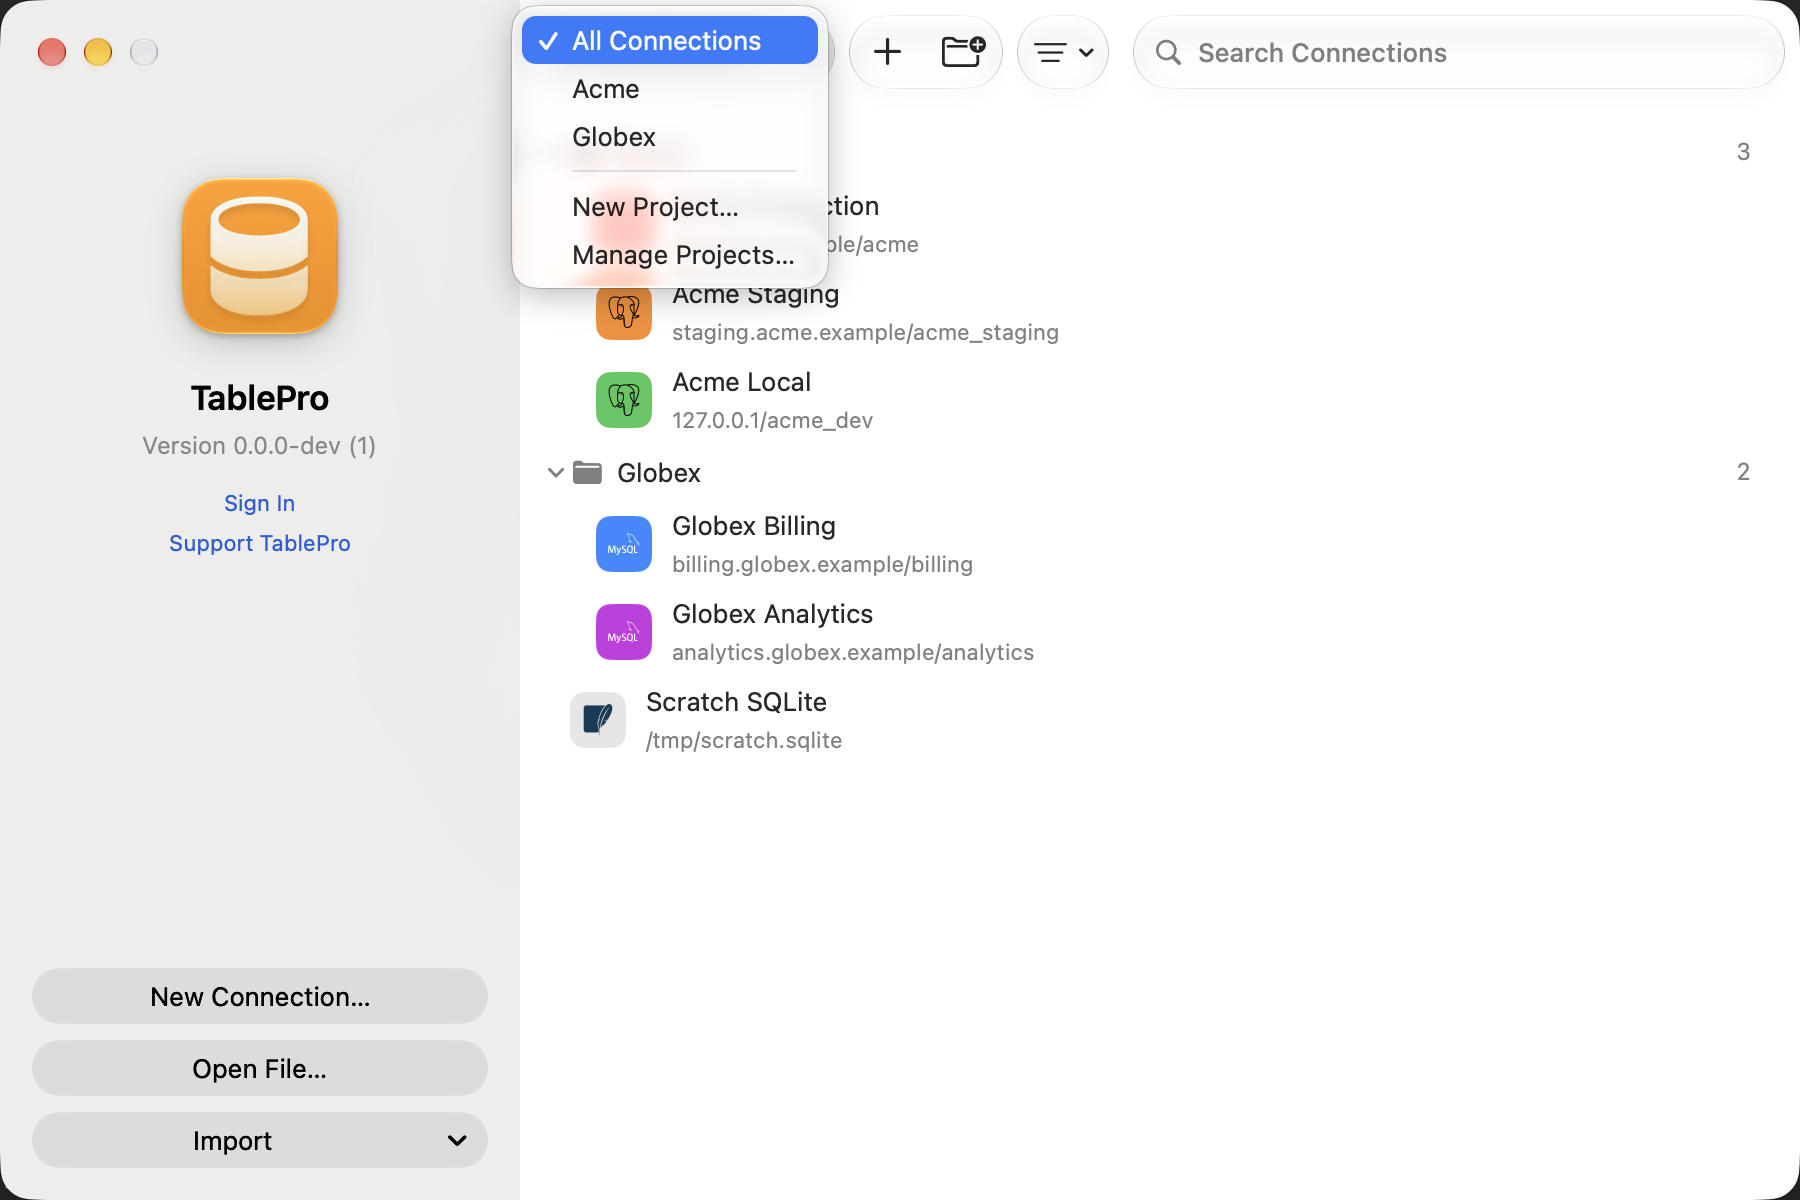 All Connections
Acme
Globex
New Project...
Manage Projects...
Search Connections
3
ction
ple/acme
Acme Staging
staging.acme.example/acme_staging
Acme Local
127.0.0.1/acme_dev
Globex
2
MySQL
Globex Billing
billing.globex.example/billing
MySQL
Globex Analytics
analytics.globex.example/analytics
Scratch SQLite
/tmp/scratch.sqlite
TablePro
Version 0.0.0-dev (1)
Sign In
Support TablePro
New Connection...
Open File...
Import